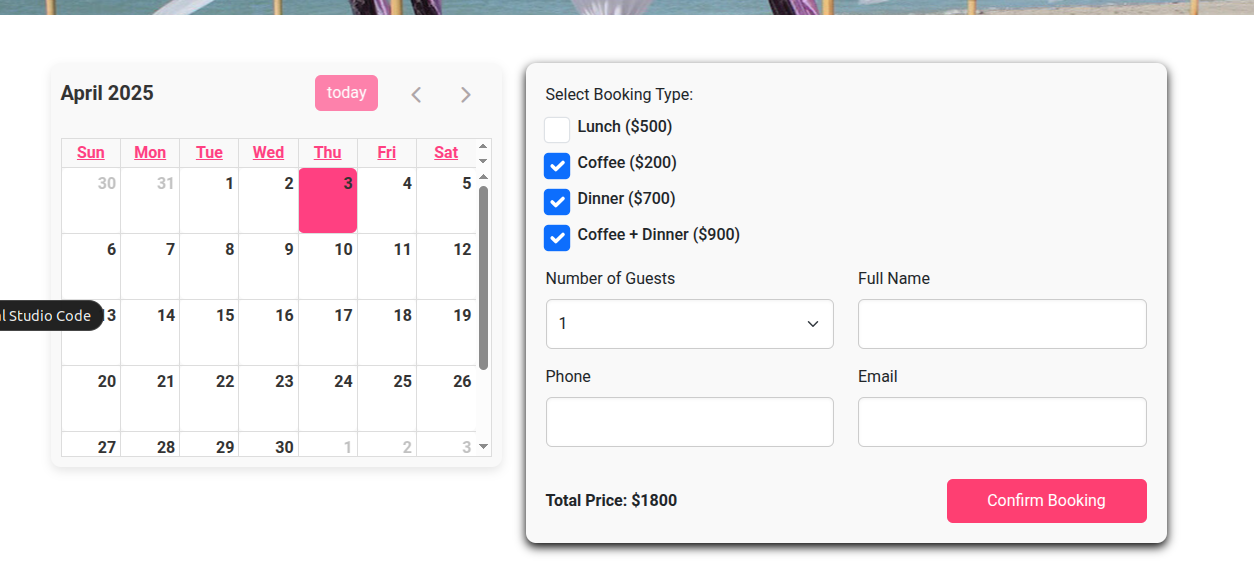 April 2025
today
Sun Mon Tue Wed Thu Fri Sat
30 31 1 2 3 4 5
6 7 8 9 10 11 12
13 14 15 16 17 18 19
20 21 22 23 24 25 26
27 28 29 30 1 2 3
Studio Code
Select Booking Type:
Lunch ($500)
Coffee ($200)
Dinner ($700)
Coffee + Dinner ($900)
Number of Guests
1
Full Name
Phone
Email
Total Price: $1800
Confirm Booking